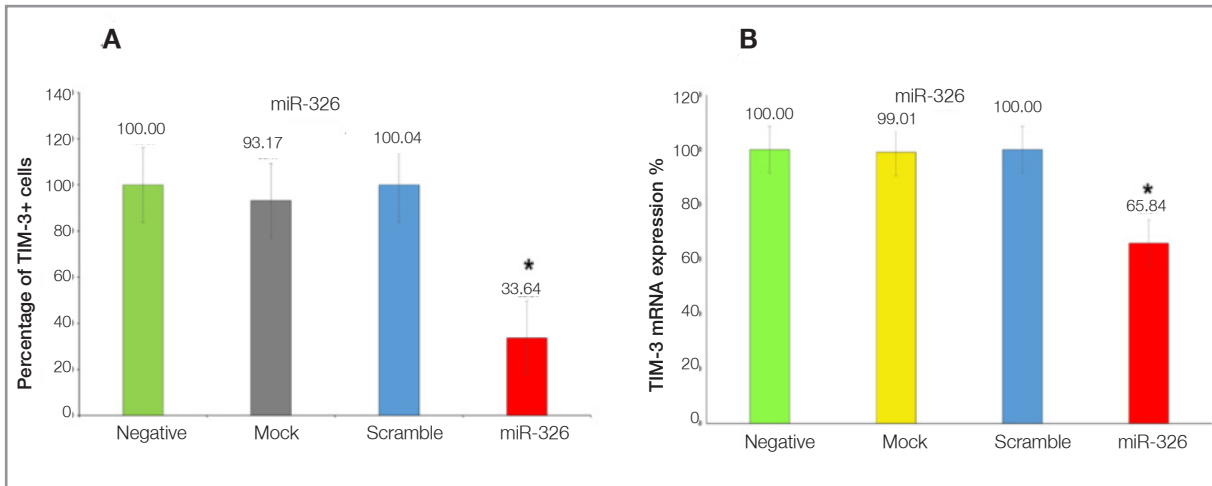 A
miR-326
Percentage of TIM-3+ cells
140
120
100
80
60
40
20
0
100.00
93.17
100.04
*
33.64
Negative
Mock
Scramble
miR-326
B
miR-326
TIM-3 mRNA expression %
120
100
80
60
40
20
0
100.00
99.01
100.00
*
65.84
Negative
Mock
Scramble
miR-326